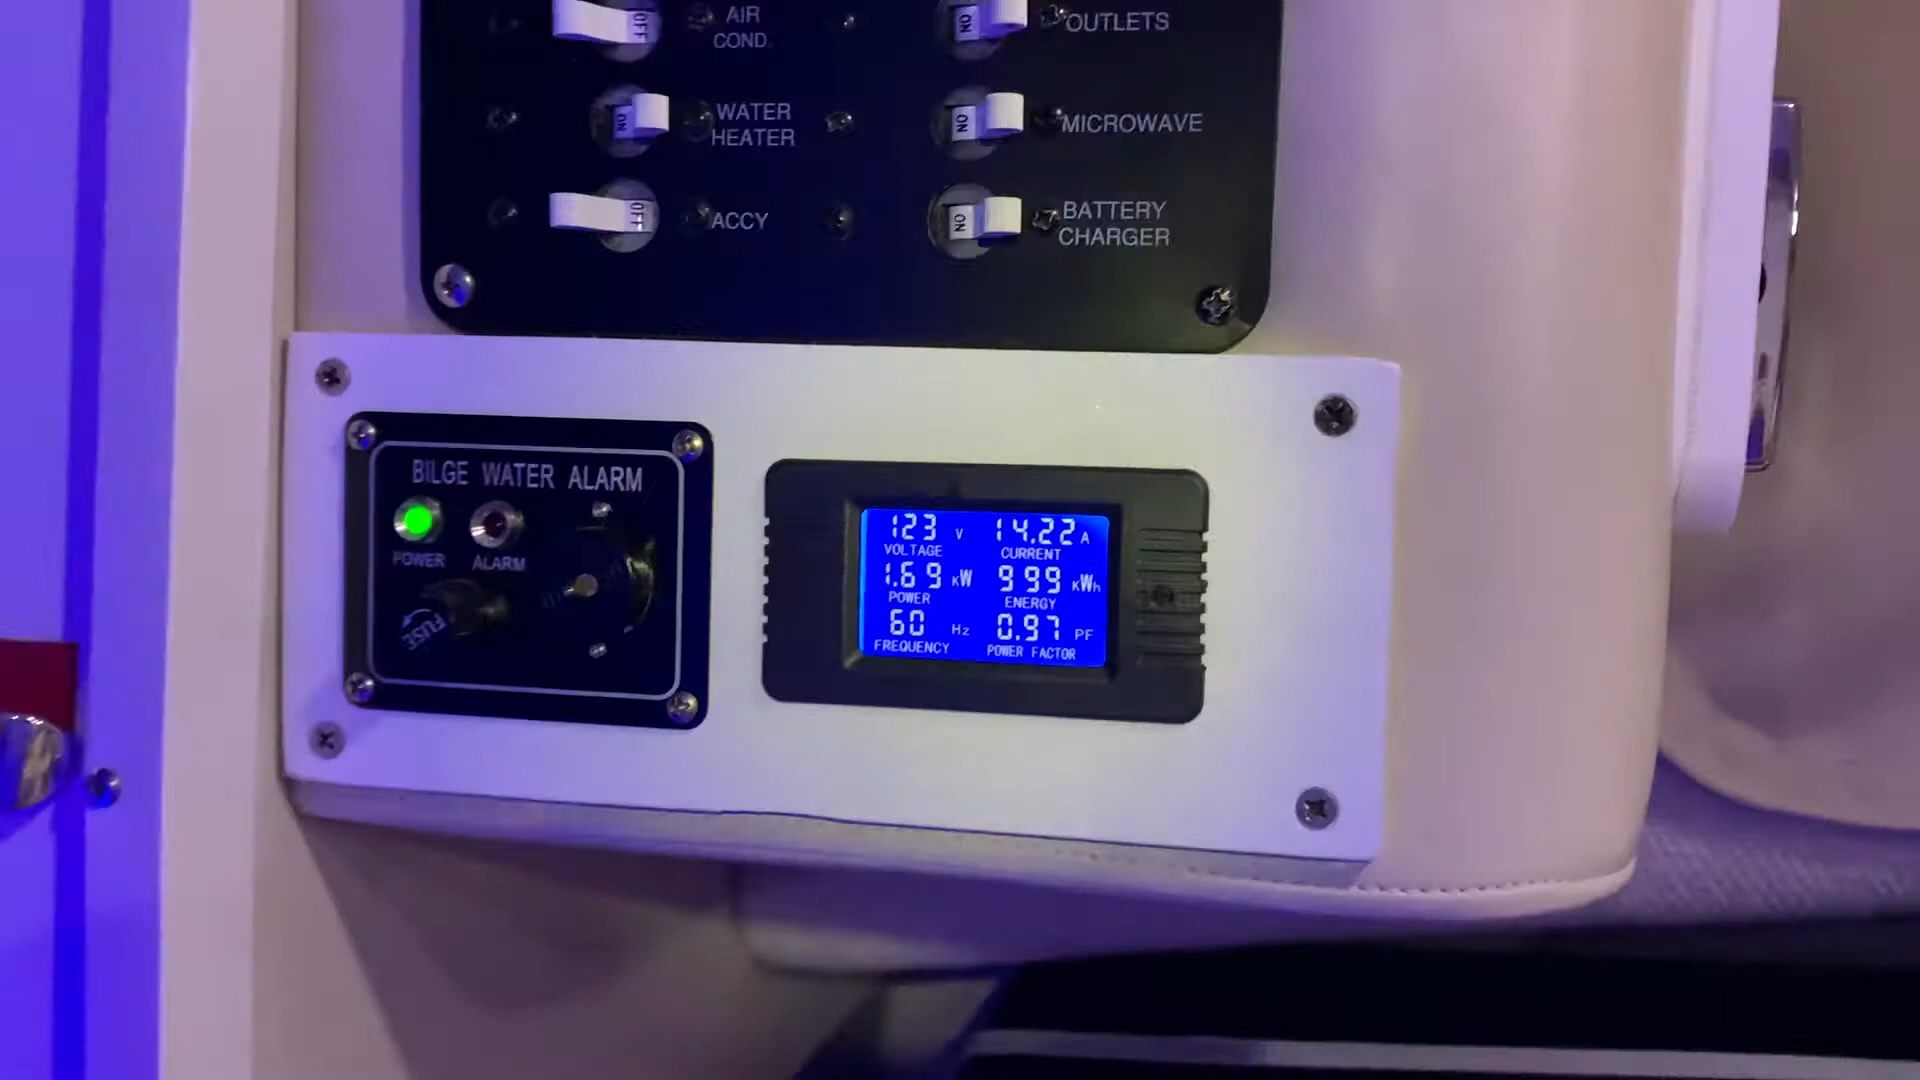 OFF AIR COND. ON OUTLETS
ON WATER HEATER ON MICROWAVE
OFF ACCY ON BATTERY CHARGER
BILGE WATER ALARM
POWER ALARM
FUSE
123 V 14.22 A
VOLTAGE CURRENT
1.69 KW 999 KWh
POWER ENERGY
60 Hz 0.97 PF
FREQUENCY POWER FACTOR